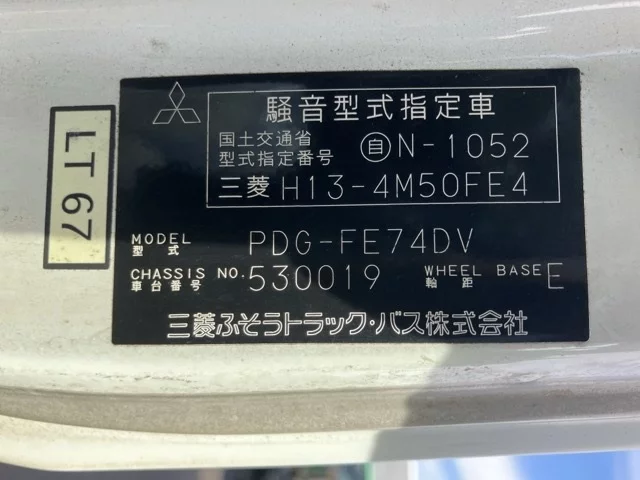 騒音型式指定車
国土交通省
型式指定番号 自N-1052
三菱 H13-4M50FE4
MODEL
型式 PDG-FE74DV
CHASSIS NO. 530019 WHEEL BASE E
車台番号 軸距
三菱ふそうトラック・バス株式会社
LT 67